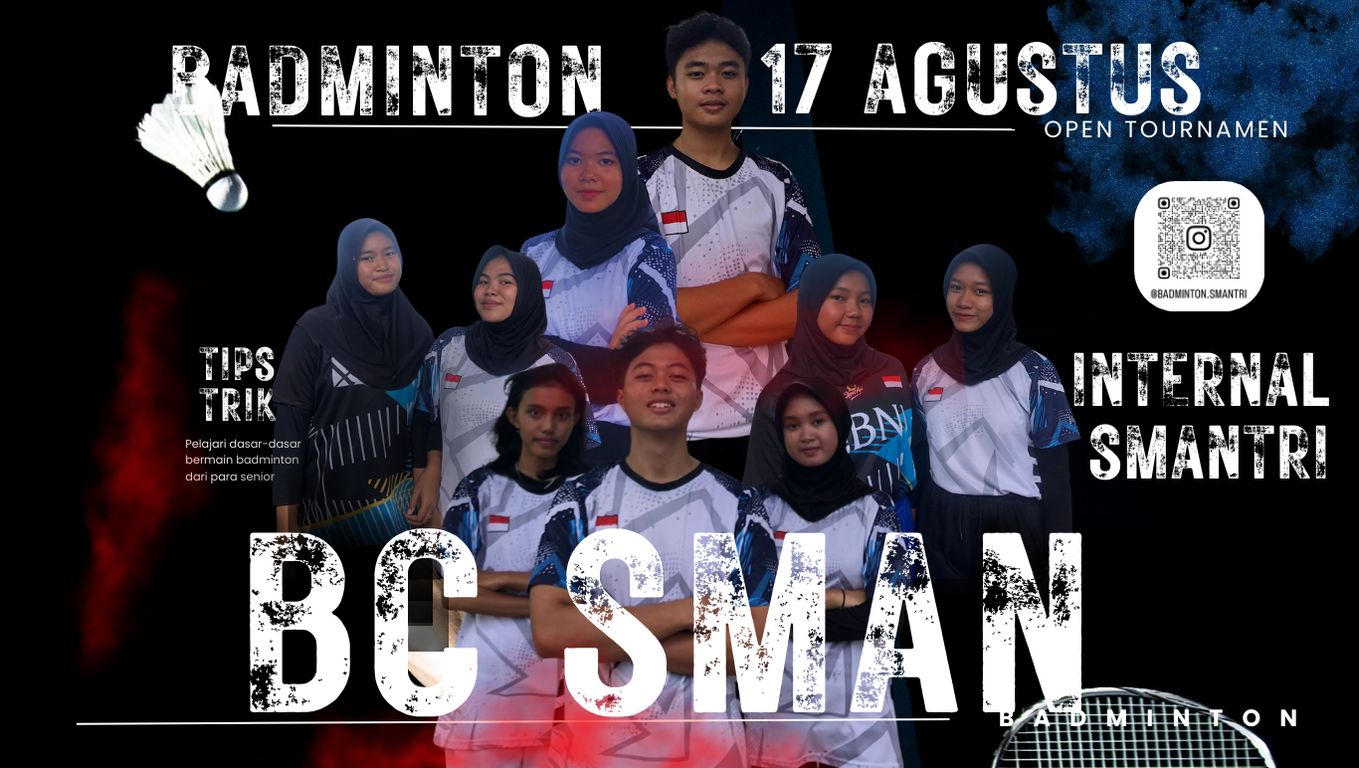 BADMINTON 17 AGUSTUS
OPEN TOURNAMEN
@BADMINTON.SMANTRI
TIPS
TRIK
Pelajari dasar-dasar
bermain badminton
dari para senior
INTERNAL
SMANTRI
BNI
BC SMAN
BADMINTON